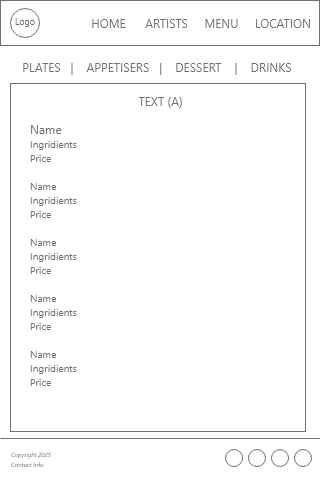 Logo HOME ARTISTS MENU LOCATION
PLATES | APPETISERS | DESSERT | DRINKS
TEXT (A)
Name
Ingridients
Price
Name
Ingridients
Price
Name
Ingridients
Price
Name
Ingridients
Price
Name
Ingridients
Price
Copyright 2025
Contact Info